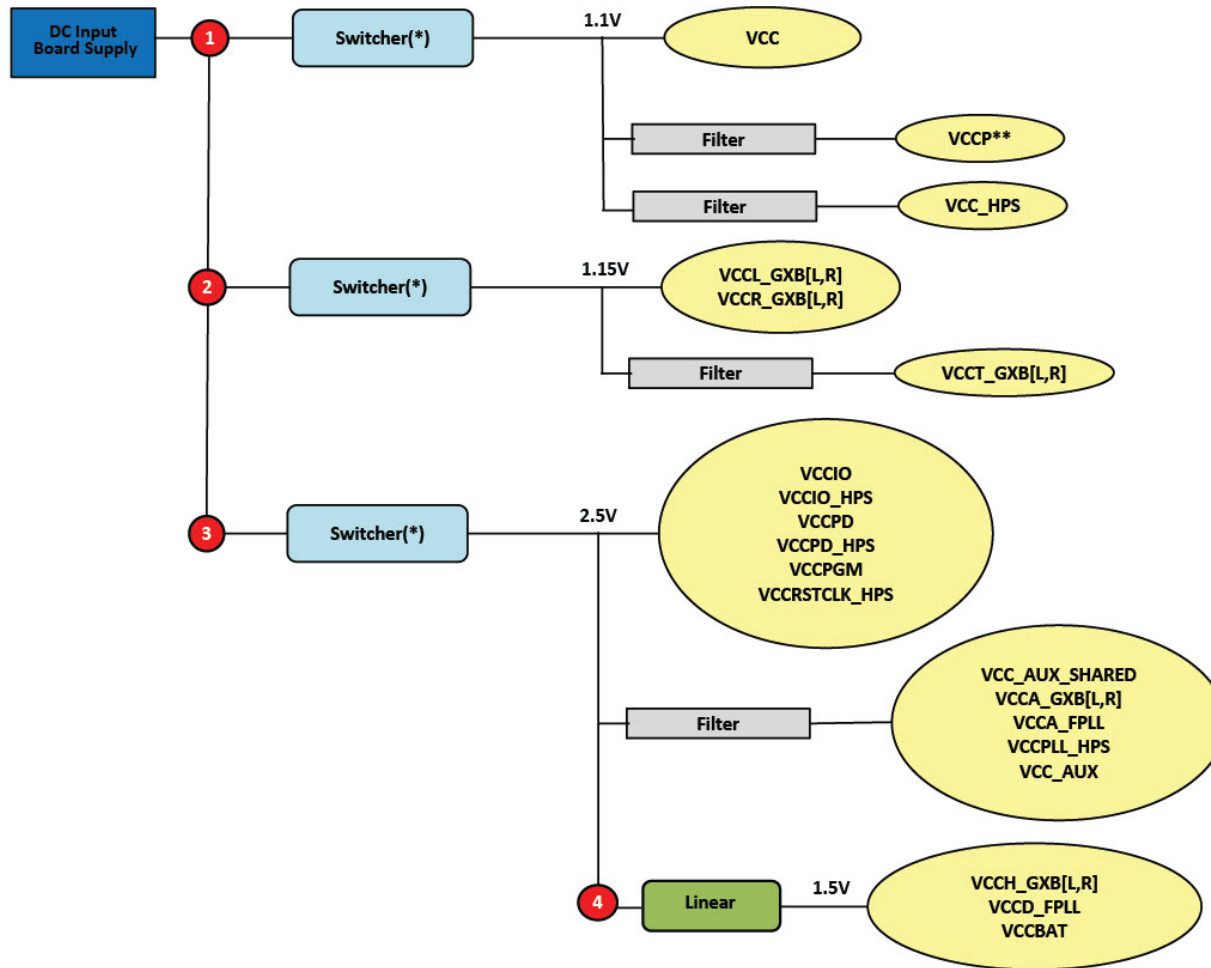 DC Input
Board Supply
1
Switcher(*)
1.1V
VCC
Filter
VCCP**
Filter
VCC_HPS
2
Switcher(*)
1.15V
VCCL_GXB[L,R]
VCCR_GXB[L,R]
Filter
VCCT_GXB[L,R]
3
Switcher(*)
2.5V
VCCIO
VCCIO_HPS
VCCPD
VCCPD_HPS
VCCPGM
VCCRSTCLK_HPS
Filter
VCC_AUX_SHARED
VCCA_GXB[L,R]
VCCA_FPLL
VCCPLL_HPS
VCC_AUX
4
Linear
1.5V
VCCH_GXB[L,R]
VCCD_FPLL
VCCBAT